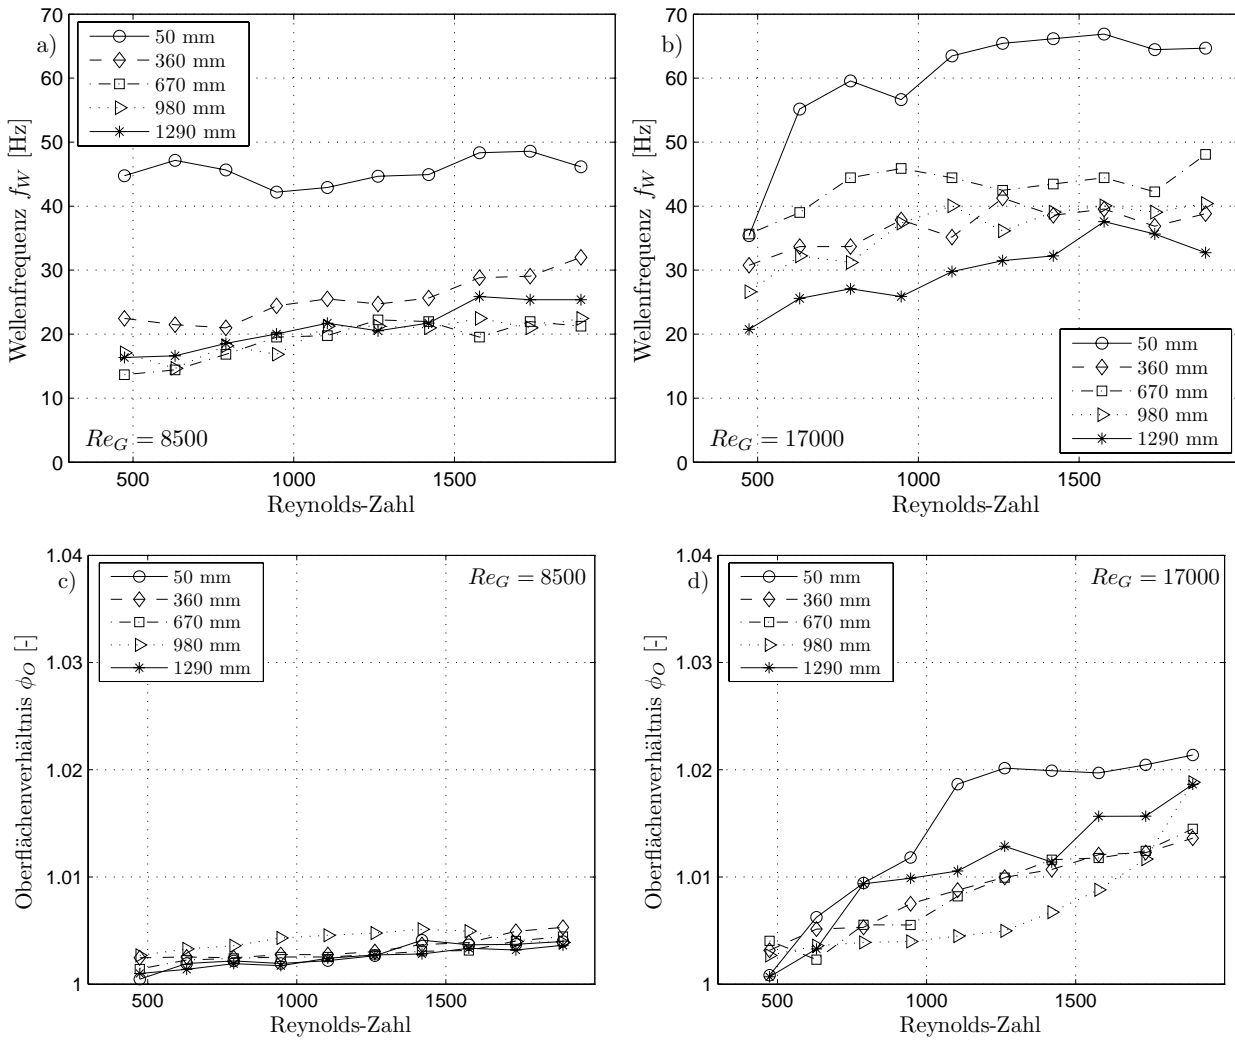 a)
Wellenfrequenz f_W [Hz]
70
60
50
40
30
20
10
0
50 mm
360 mm
670 mm
980 mm
1290 mm
Re_G = 8500
500
1000
1500
Reynolds-Zahl
b)
Wellenfrequenz f_W [Hz]
70
60
50
40
30
20
10
0
50 mm
360 mm
670 mm
980 mm
1290 mm
Re_G = 17000
500
1000
1500
Reynolds-Zahl
c)
Oberflächenverhältnis ϕ_O [-]
1.04
1.03
1.02
1.01
1
50 mm
360 mm
670 mm
980 mm
1290 mm
Re_G = 8500
500
1000
1500
Reynolds-Zahl
d)
Oberflächenverhältnis ϕ_O [-]
1.04
1.03
1.02
1.01
1
50 mm
360 mm
670 mm
980 mm
1290 mm
Re_G = 17000
500
1000
1500
Reynolds-Zahl